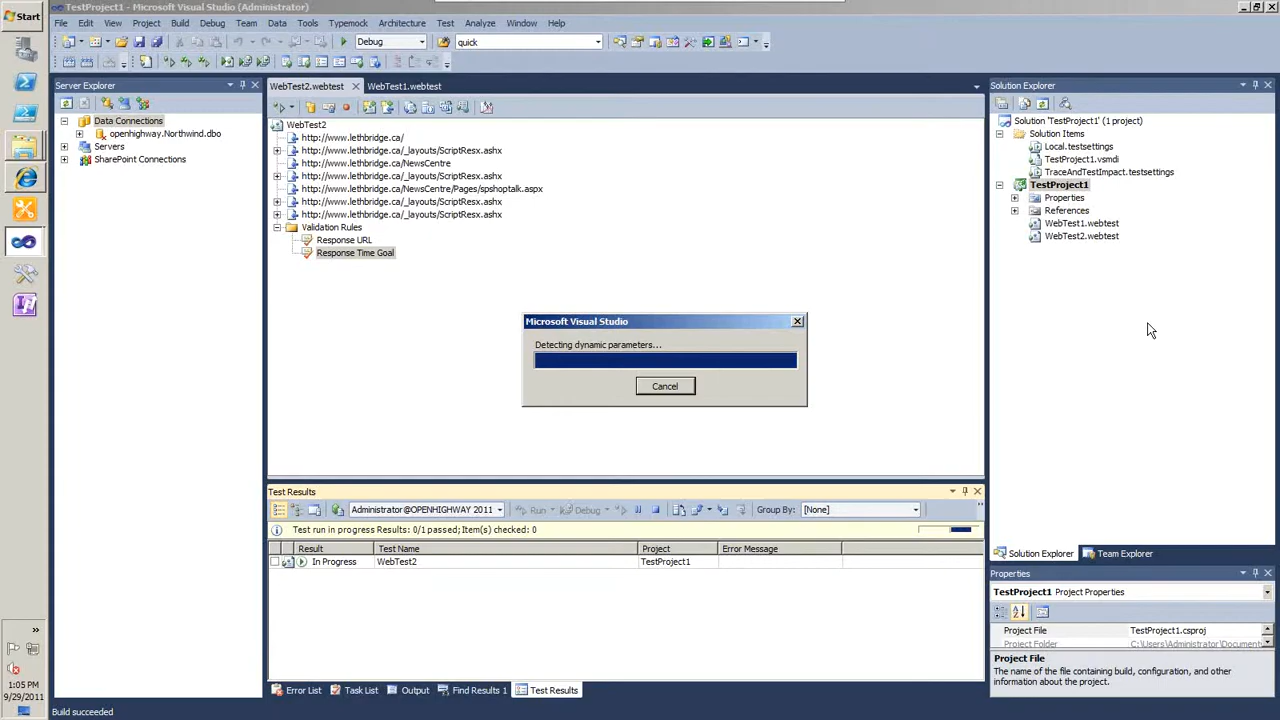 Start
TestProject1 - Microsoft Visual Studio (Administrator)
File Edit View Project Build Debug Team Data Tools Typemock Architecture Test Analyze Window Help
Debug
quick
Server Explorer
Data Connections
openhighway.Northwind.dbo
Servers
SharePoint Connections
WebTest2.webtest
WebTest1.webtest
WebTest2
http://www.lethbridge.ca/
http://www.lethbridge.ca/_layouts/ScriptResx.ashx
http://www.lethbridge.ca/NewsCentre
http://www.lethbridge.ca/_layouts/ScriptResx.ashx
http://www.lethbridge.ca/NewsCentre/Pages/spshoptalk.aspx
http://www.lethbridge.ca/_layouts/ScriptResx.ashx
http://www.lethbridge.ca/_layouts/ScriptResx.ashx
Validation Rules
Response URL
Response Time Goal
Microsoft Visual Studio
Detecting dynamic parameters...
Cancel
Solution Explorer
Solution 'TestProject1' (1 project)
Solution Items
Local.testsettings
TestProject1.vsmdi
TraceAndTestImpact.testsettings
TestProject1
Properties
References
WebTest1.webtest
WebTest2.webtest
Solution Explorer
Team Explorer
Test Results
Administrator@OPENHIGHWAY 2011
Run
Debug
Group By: [None]
Test run in progress Results: 0/1 passed; Item(s) checked: 0
Result Test Name Project Error Message
In Progress WebTest2 TestProject1
Error List Task List Output Find Results 1 Test Results
Properties
TestProject1 Project Properties
Project File TestProject1.csproj
Project Folder C:\Users\Administrator\Document
Project File
The name of the file containing build, configuration, and other
information about the project.
1:05 PM
9/29/2011
Build succeeded